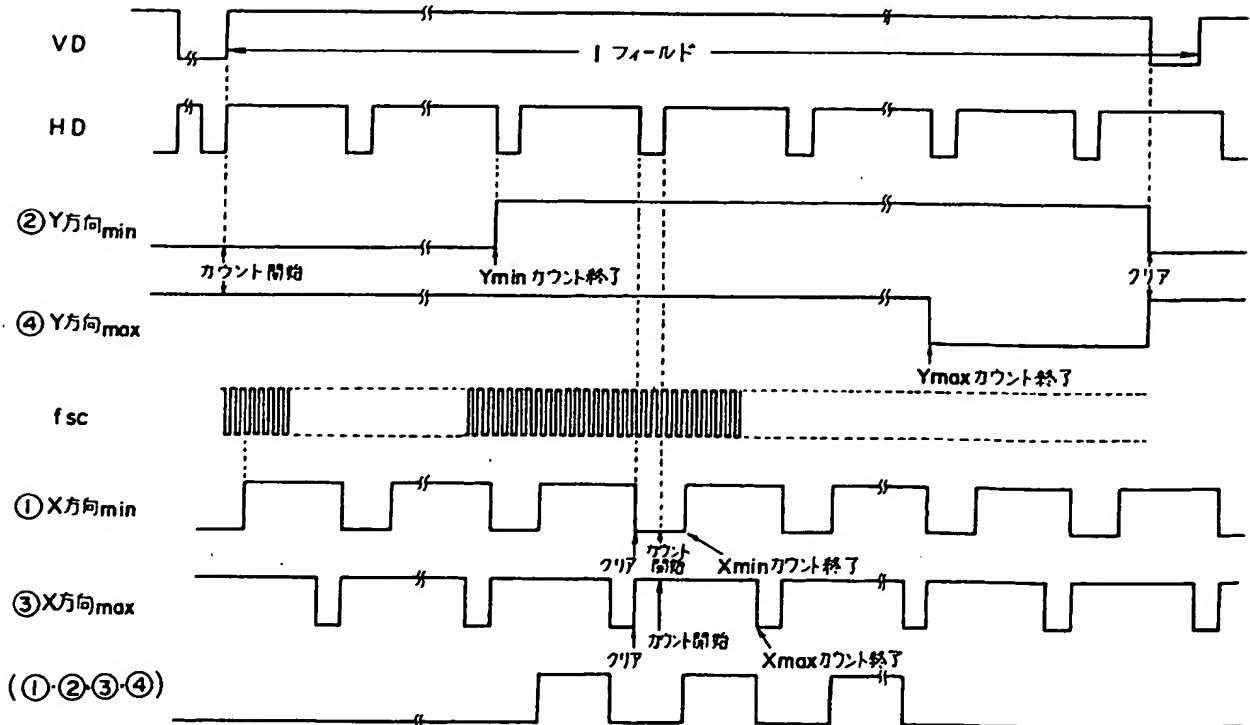 VD
1フィールド
HD
②Y方向min
カウント開始
Yminカウント終了
クリア
④Y方向max
Ymaxカウント終了
fsc
①X方向min
クリア
カウント
開始
Xminカウント終了
③X方向max
カウント開始
クリア
Xmaxカウント終了
(①・②・③・④)